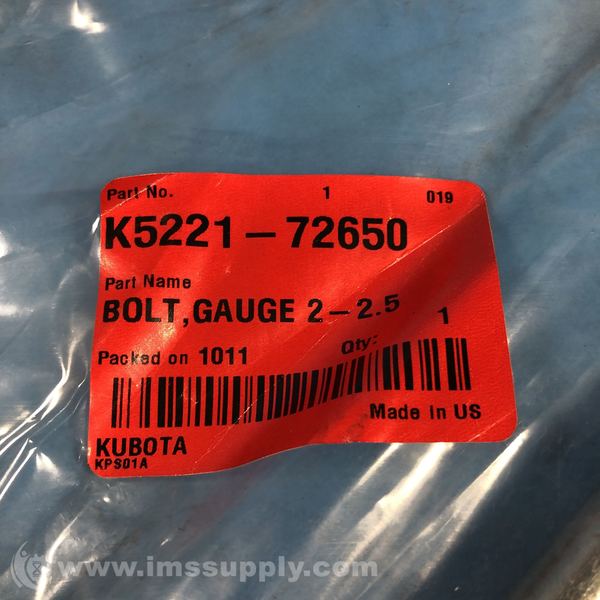 Part No. 1 019
K5221-72650
Part Name
BOLT,GAUGE 2-2.5
Packed on 1011 Qty: 1
Made in US
KUBOTA
KPS01A
www.imssupply.com